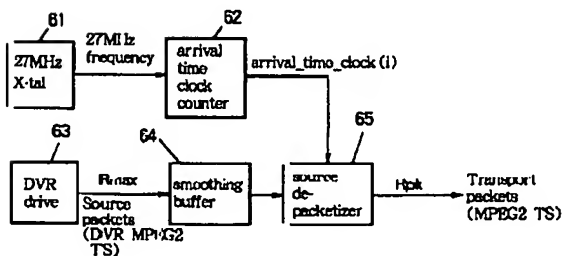 61
27MHz
X-tal
27MHz
frequency
62
arrival
time
clock
counter
arrival_time_clock(i)
63
DVR
drive
Rmax
Source
packets
(DVR MPEG2
TS)
64
smoothing
buffer
65
source
de-
packetizer
Rpk
Transport
packets
(MPEG2 TS)